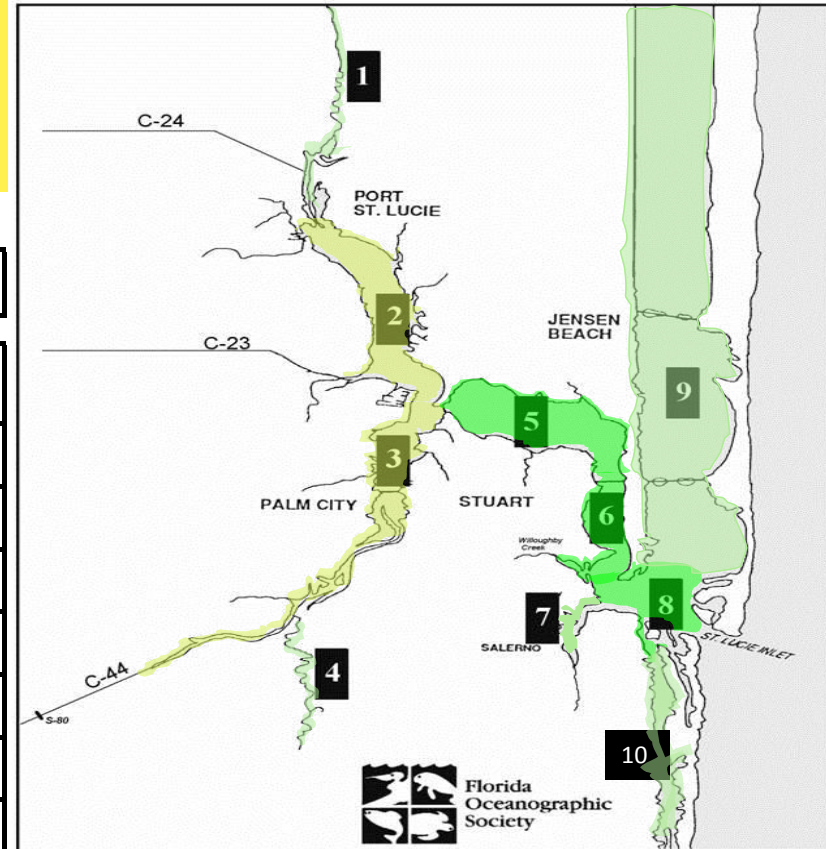 1
C-24
PORT
ST. LUCIE
2
JENSEN
BEACH
C-23
9
5
3
PALM CITY
STUART
6
Willoughby
Creek
7
8
SALERNO
ST. LUCIE INLET
4
C-44
S-80
10
Florida
Oceanographic
Society